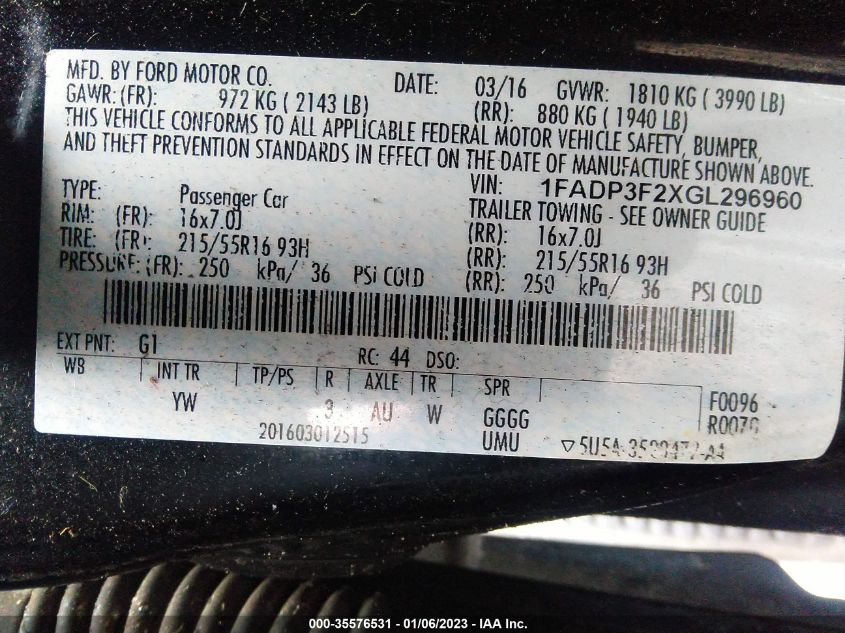 MFD. BY FORD MOTOR CO. DATE: 03/16 GVWR: 1810 KG ( 3990 LB)
GAWR: (FR): 972 KG ( 2143 LB) (RR): 880 KG ( 1940 LB)
THIS VEHICLE CONFORMS TO ALL APPLICABLE FEDERAL MOTOR VEHICLE SAFETY, BUMPER,
AND THEFT PREVENTION STANDARDS IN EFFECT ON THE DATE OF MANUFACTURE SHOWN ABOVE.
VIN: 1FADP3F2XGL296960
TYPE: Passenger Car TRAILER TOWING - SEE OWNER GUIDE
RIM: (FR): 16x7.0J (RR): 16x7.0J
TIRE: (FR): 215/55R16 93H (RR): 215/55R16 93H
PRESSURE: (FR): 250 kPa/ 36 PSI COLD (RR): 250 kPa/ 36 PSI COLD
EXT PNT: G1 RC: 44 DSO:
WB INT TR TP/PS R AXLE TR SPR F0096
YW 3 AU W GGGG R0070
201603012515 UMU
000-35576531 - 01/06/2023 - IAA Inc.